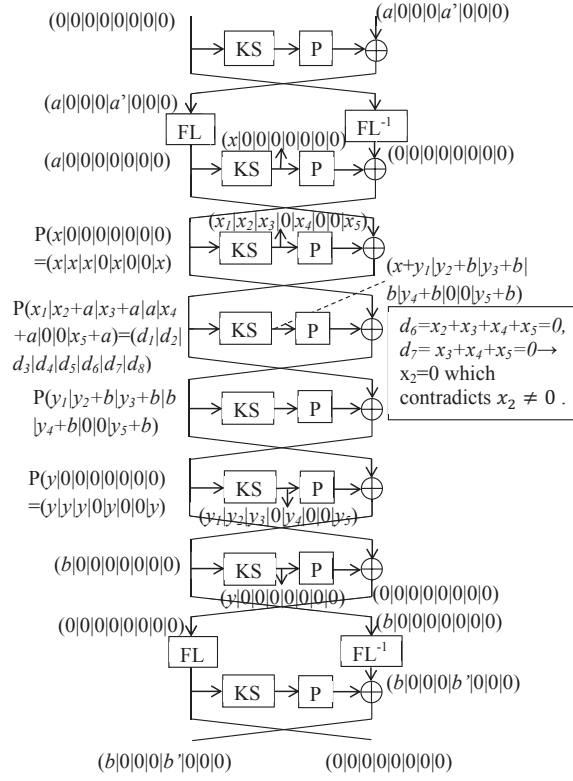 (0|0|0|0|0|0|0|0)
(a|0|0|0|a'|0|0|0)
KS
P
(a|0|0|0|a'|0|0|0)
FL
FL⁻¹
(x|0|0|0|0|0|0|0)
(a|0|0|0|0|0|0|0)
KS
P
(0|0|0|0|0|0|0|0)
(x₁|x₂|x₃|0|x₄|0|0|x₅)
P(x|0|0|0|0|0|0|0)
=(x|x|x|0|x|0|0|x)
KS
P
(x+y₁|y₂+b|y₃+b|
b|y₄+b|0|0|y₅+b)
P(x₁|x₂+a|x₃+a|a|x₄
+a|0|0|x₅+a)=(d₁|d₂|
d₃|d₄|d₅|d₆|d₇|d₈)
KS
P
d₆=x₂+x₃+x₄+x₅=0,
d₇= x₃+x₄+x₅=0→
x₂=0 which
contradicts x₂ ≠ 0 .
P(y₁|y₂+b|y₃+b|b
|y₄+b|0|0|y₅+b)
KS
P
P(y|0|0|0|0|0|0|0)
=(y|y|y|0|y|0|0|y)
KS
P
(y₁|y₂|y₃|0|y₄|0|0|y₅)
(b|0|0|0|0|0|0|0)
KS
P
(y|0|0|0|0|0|0|0)
(0|0|0|0|0|0|0|0)
(0|0|0|0|0|0|0|0)
(b|0|0|0|0|0|0|0)
FL
FL⁻¹
KS
P
(b|0|0|0|b'|0|0|0)
(b|0|0|0|b'|0|0|0)
(0|0|0|0|0|0|0|0)